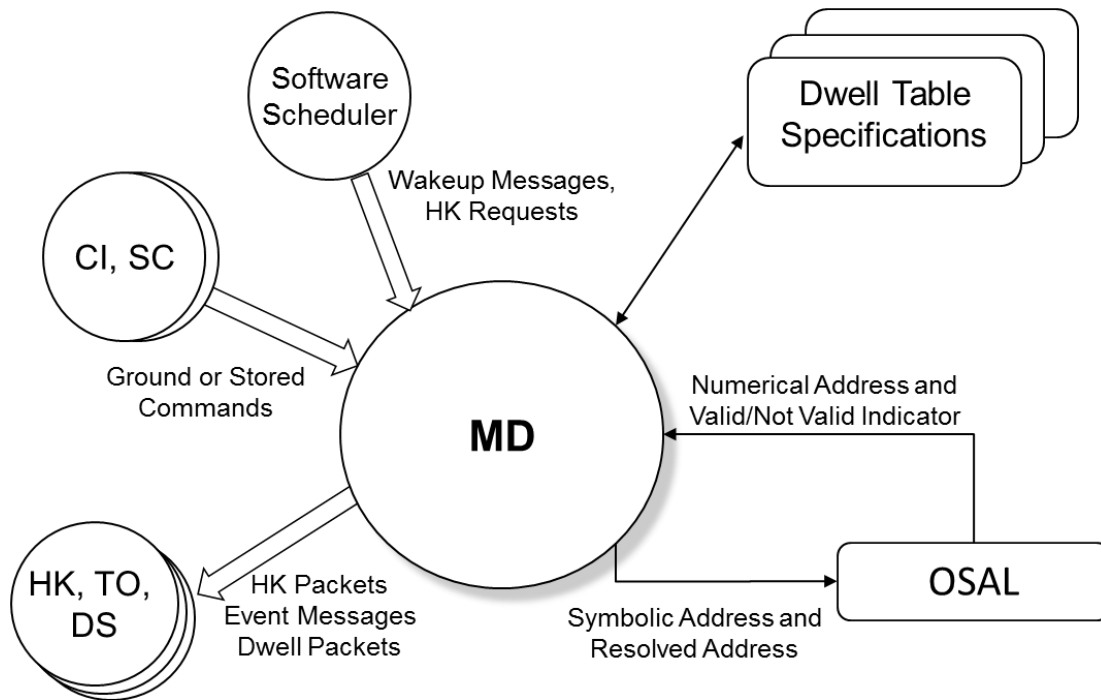 Software
Scheduler
Dwell Table
Specifications
Wakeup Messages,
HK Requests
CI, SC
Ground or Stored
Commands
MD
Numerical Address and
Valid/Not Valid Indicator
HK, TO,
DS
HK Packets
Event Messages
Dwell Packets
OSAL
Symbolic Address and
Resolved Address